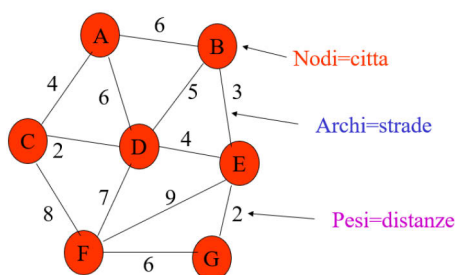 A 6 B
Nodi=citta
4 6 5 3
Archi=strade
C 2 D 4 E
8 7 9 2
Pesi=distanze
F 6 G